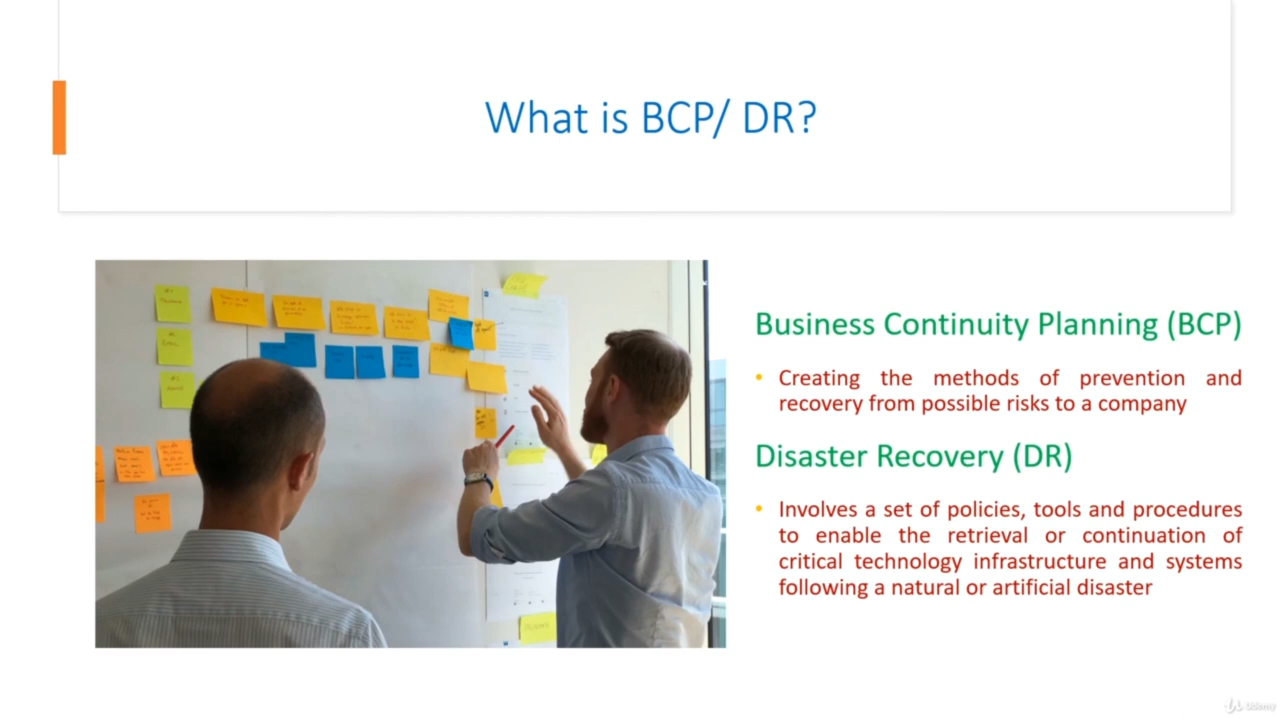 What is BCP/ DR?
Business Continuity Planning (BCP)
• Creating the methods of prevention and
recovery from possible risks to a company
Disaster Recovery (DR)
• Involves a set of policies, tools and procedures
to enable the retrieval or continuation of
critical technology infrastructure and systems
following a natural or artificial disaster
Udemy